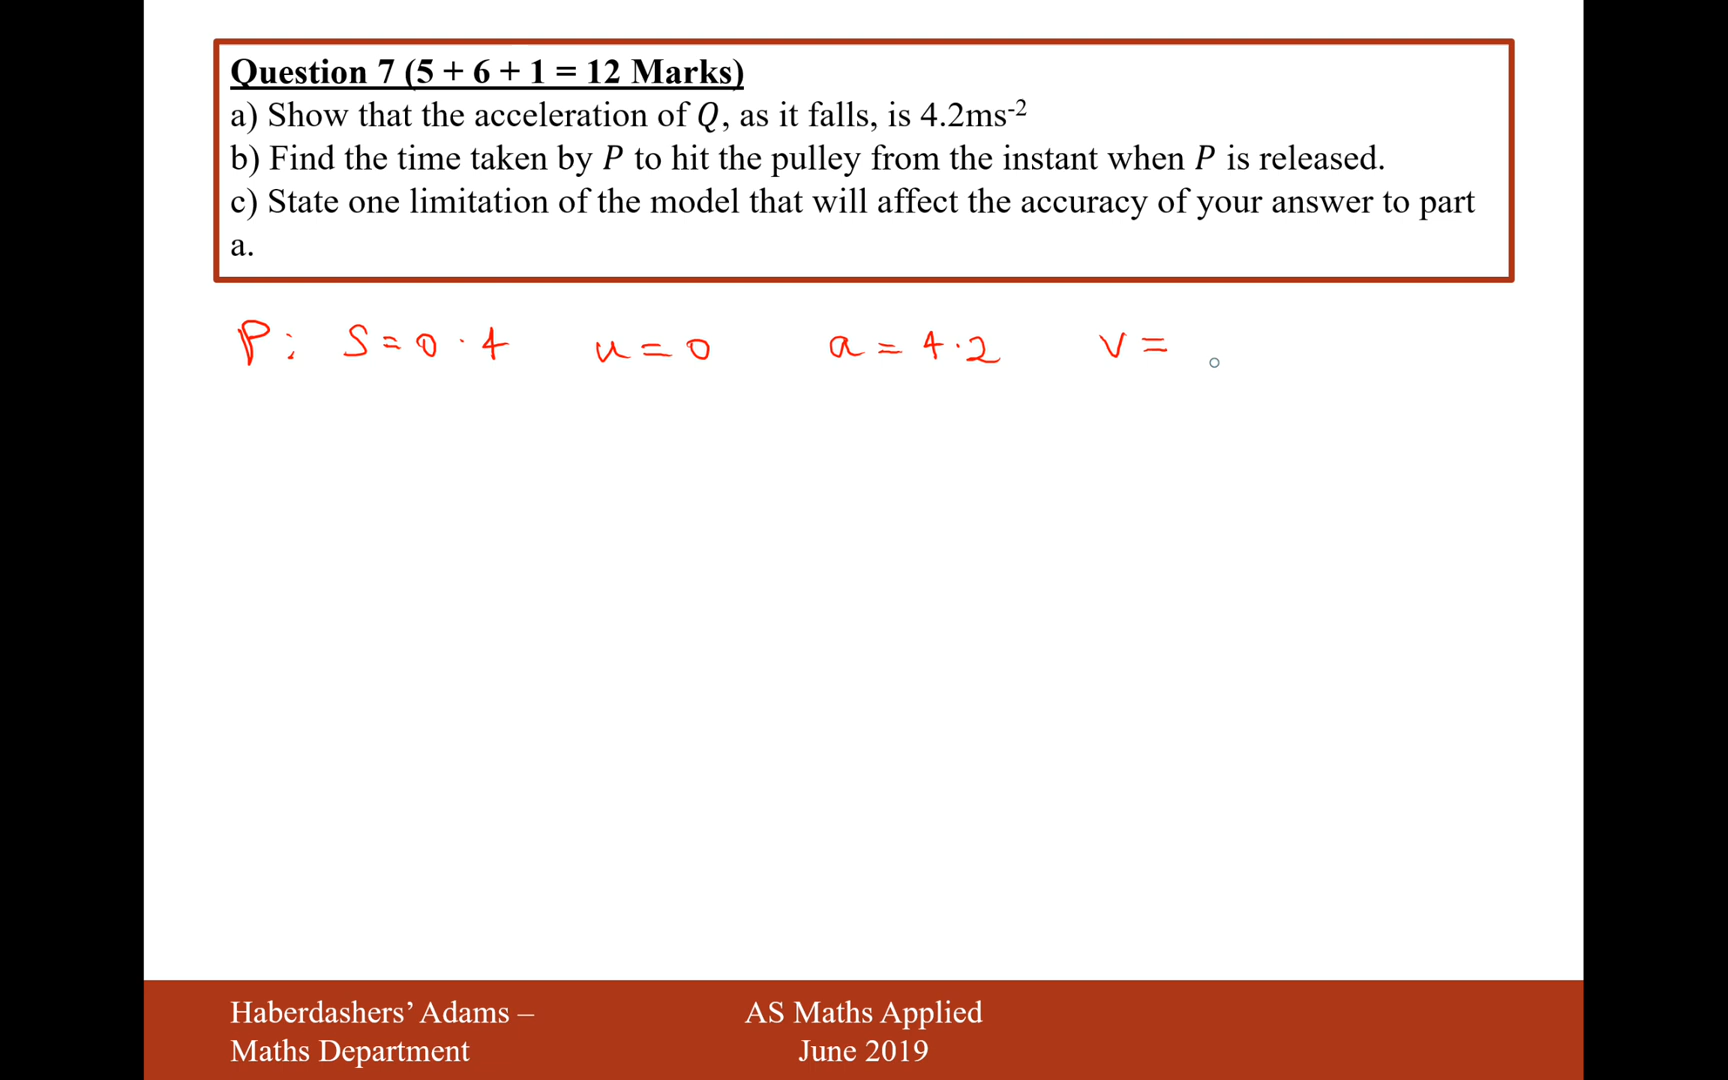 Question 7 (5 + 6 + 1 = 12 Marks)
a) Show that the acceleration of Q, as it falls, is 4.2ms⁻²
b) Find the time taken by P to hit the pulley from the instant when P is released.
c) State one limitation of the model that will affect the accuracy of your answer to part
a.
P: S=0.4 u=0 a=4.2 v=
Haberdashers’ Adams –
Maths Department
AS Maths Applied
June 2019